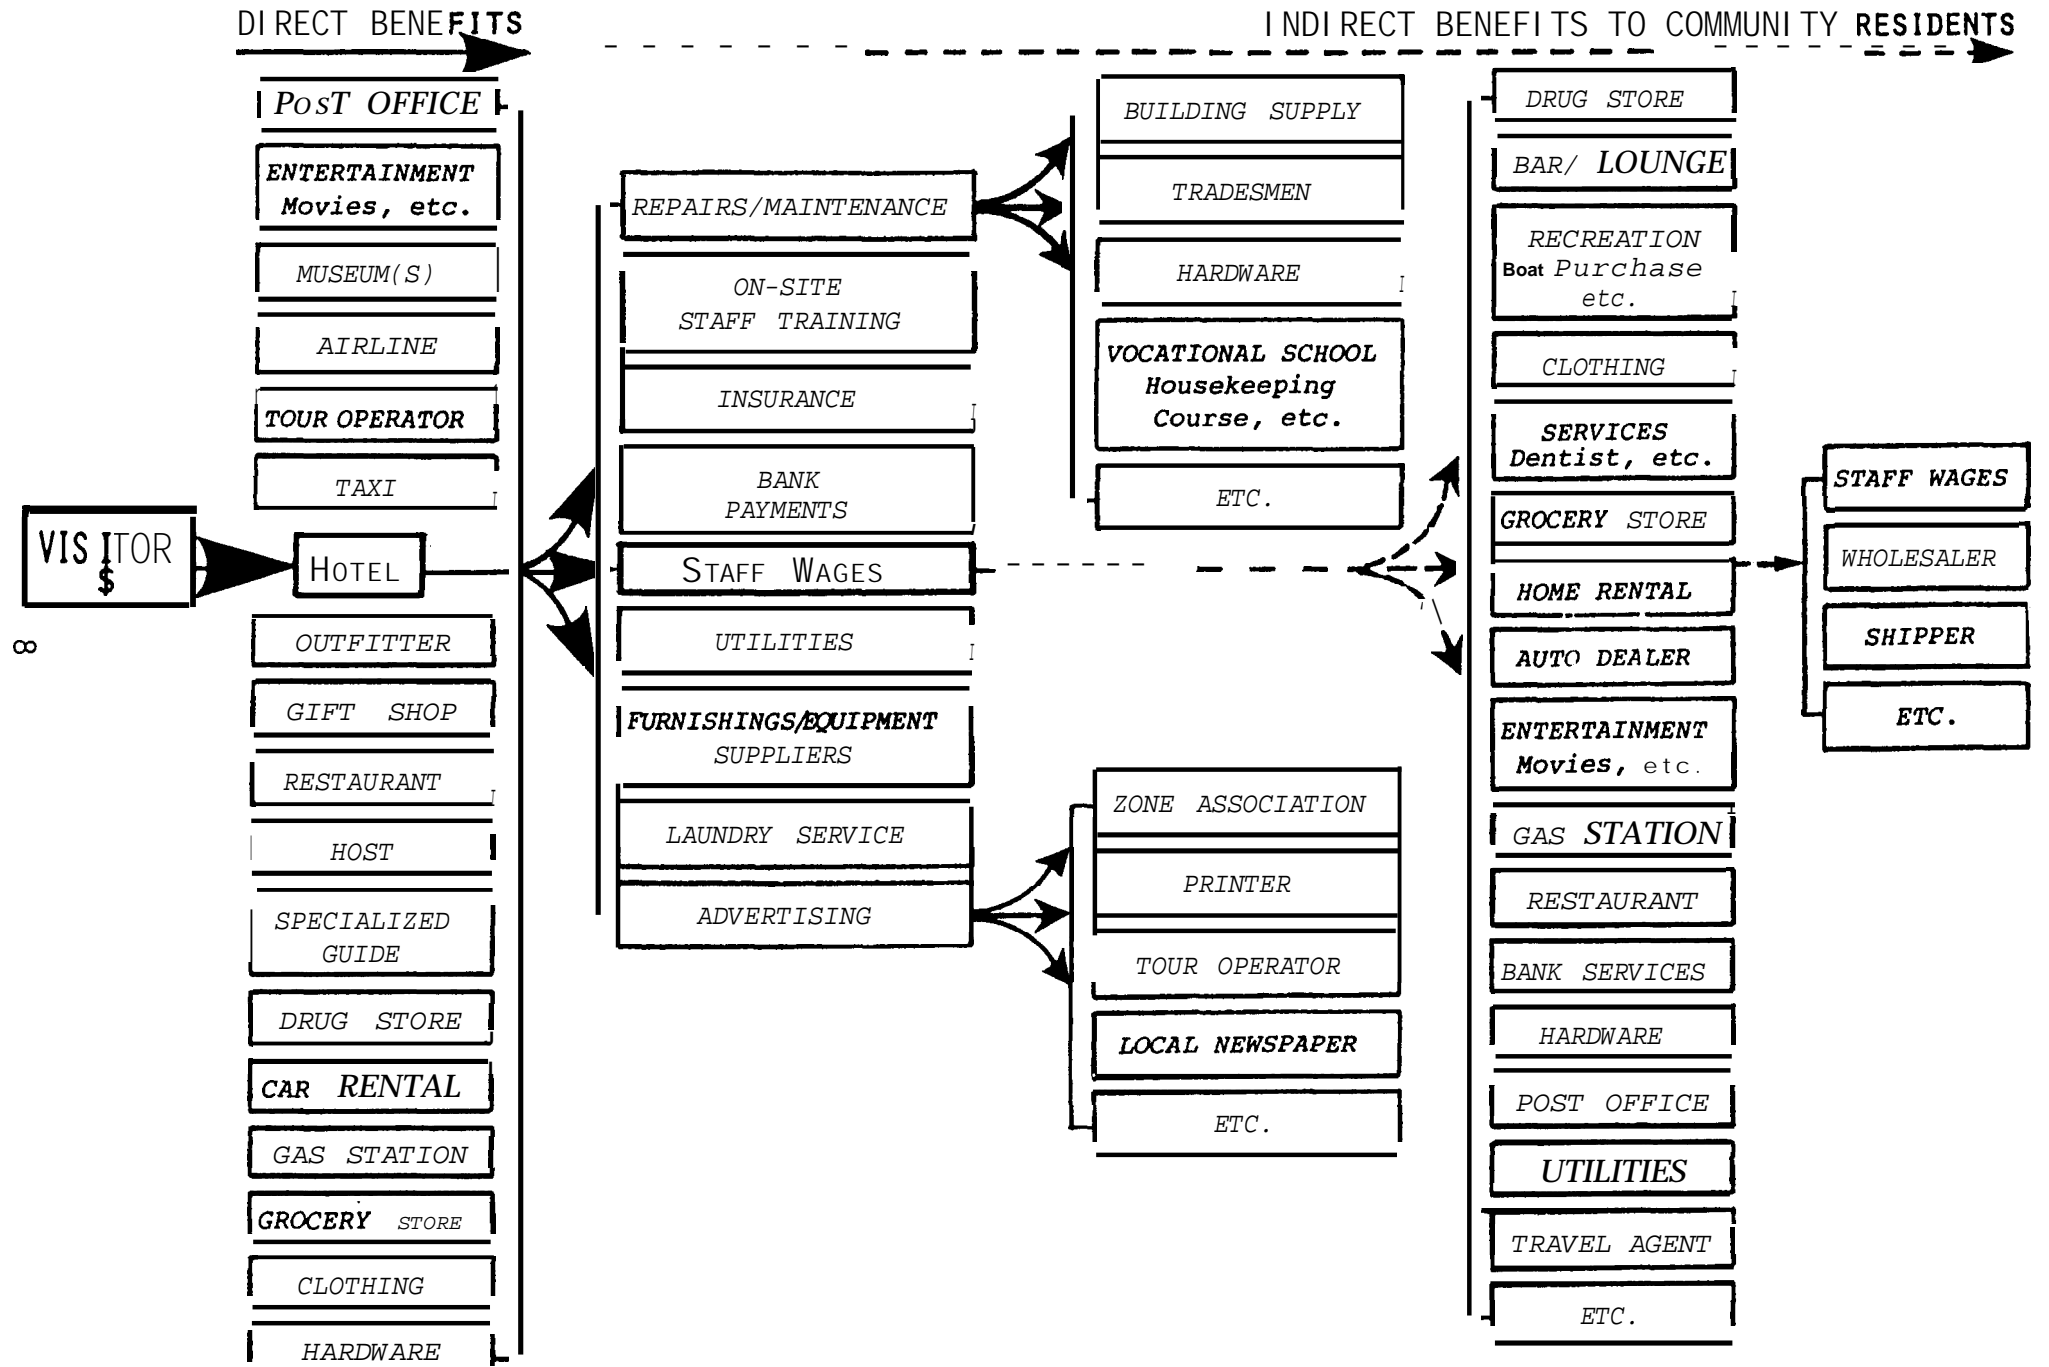 DIRECT BENEFITS
INDIRECT BENEFITS TO COMMUNITY RESIDENTS
POST OFFICE
ENTERTAINMENT
Movies, etc.
MUSEUM(S)
AIRLINE
TOUR OPERATOR
TAXI
VISITOR
$
HOTEL
8
OUTFITTER
GIFT SHOP
RESTAURANT
HOST
SPECIALIZED
GUIDE
DRUG STORE
CAR RENTAL
GAS STATION
GROCERY STORE
CLOTHING
HARDWARE
REPAIRS/MAINTENANCE
ON-SITE
STAFF TRAINING
INSURANCE
BANK
PAYMENTS
STAFF WAGES
UTILITIES
FURNISHINGS/EQUIPMENT
SUPPLIERS
LAUNDRY SERVICE
ADVERTISING
BUILDING SUPPLY
TRADESMEN
HARDWARE
VOCATIONAL SCHOOL
Housekeeping
Course, etc.
ETC.
ZONE ASSOCIATION
PRINTER
TOUR OPERATOR
LOCAL NEWSPAPER
ETC.
DRUG STORE
BAR/ LOUNGE
RECREATION
Boat Purchase
etc.
CLOTHING
SERVICES
Dentist, etc.
GROCERY STORE
HOME RENTAL
AUTO DEALER
ENTERTAINMENT
Movies, etc.
GAS STATION
RESTAURANT
BANK SERVICES
HARDWARE
POST OFFICE
UTILITIES
TRAVEL AGENT
ETC.
STAFF WAGES
WHOLESALER
SHIPPER
ETC.